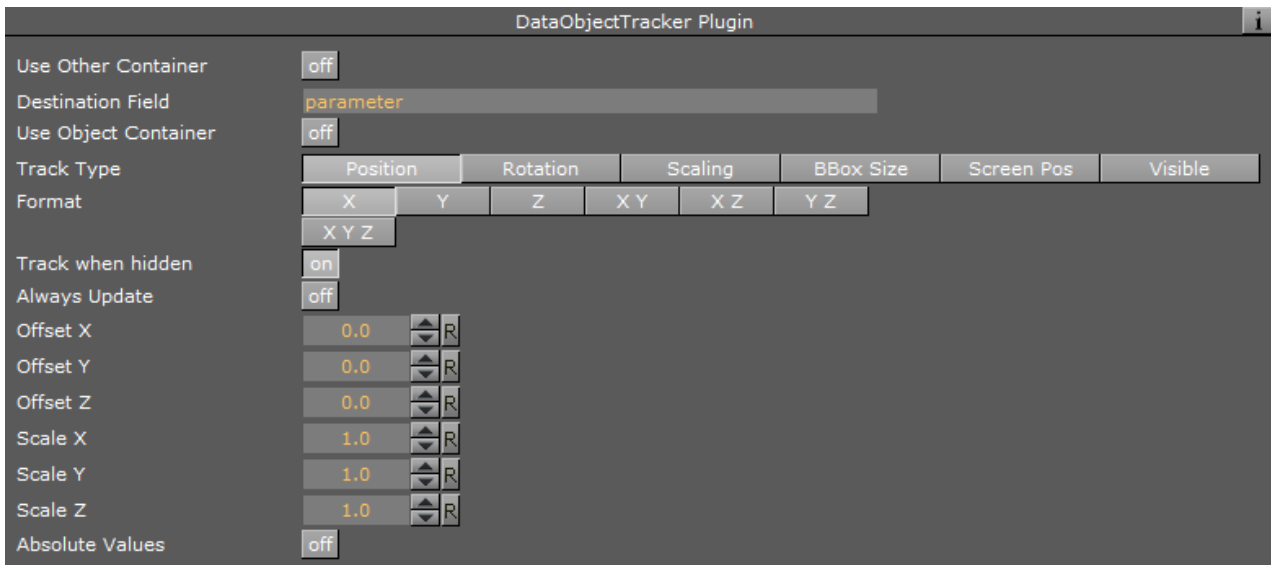 DataObjectTracker Plugin i
Use Other Container off
Destination Field parameter
Use Object Container off
Track Type Position Rotation Scaling BBox Size Screen Pos Visible
Format X Y Z X Y X Z Y Z
X Y Z
Track when hidden on
Always Update off
Offset X 0.0 R
Offset Y 0.0 R
Offset Z 0.0 R
Scale X 1.0 R
Scale Y 1.0 R
Scale Z 1.0 R
Absolute Values off